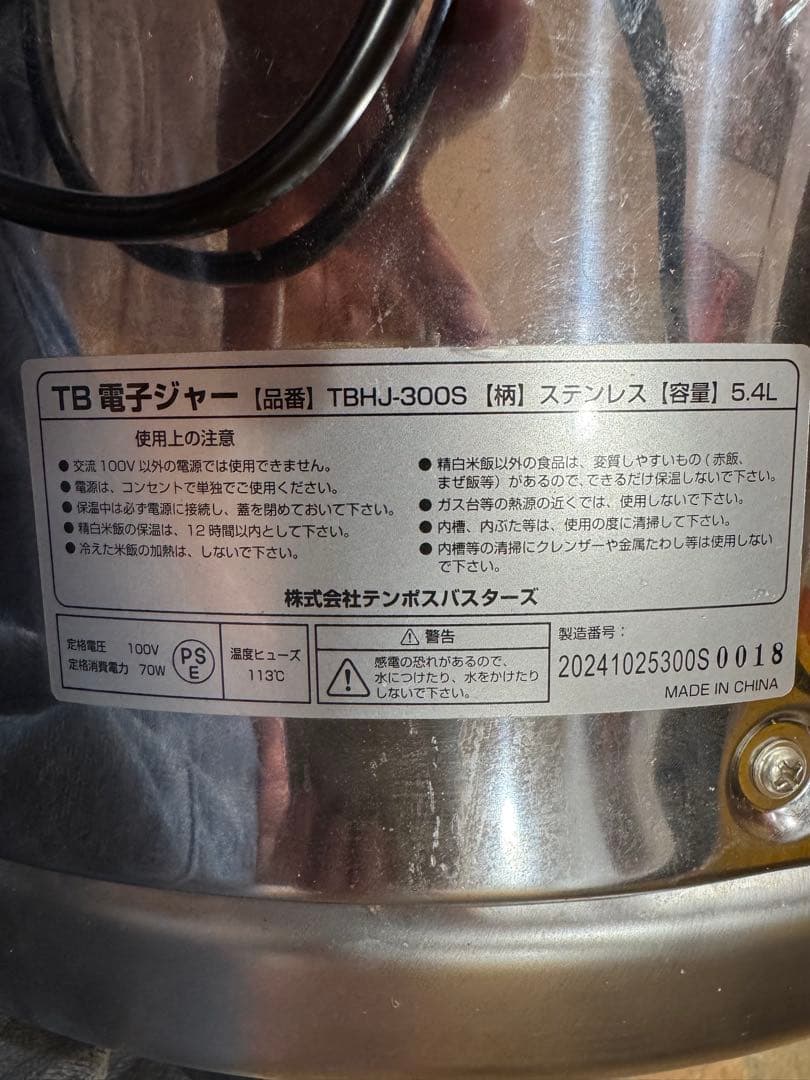 TB 電子ジャー【品番】TBHJ-300S【柄】ステンレス【容量】5.4L
使用上の注意
●交流100V以外の電源では使用できません。
●電源は、コンセントで単独でご使用ください。
●保温中は必ず電源に接続し、蓋を閉めておいて下さい。
●精白米飯の保温は、12時間以内として下さい。
●冷えた米飯の加熱は、しないで下さい。
●精白米飯以外の食品は、変質しやすいもの(赤飯、
まぜ飯等)があるので、できるだけ保温しないで下さい。
●ガス台等の熱源の近くでは、使用しないで下さい。
●内槽、内ぶた等は、使用の度に清掃して下さい。
●内槽等の清掃にクレンザーや金属たわし等は使用しない
で下さい。
株式会社テンポスバスターズ
定格電圧 100V
定格消費電力 70W
PS
E
温度ヒューズ
113℃
⚠ 警告
感電の恐れがあるので、
水につけたり、水をかけたり
しないで下さい。
製造番号：
20241025300S0018
MADE IN CHINA